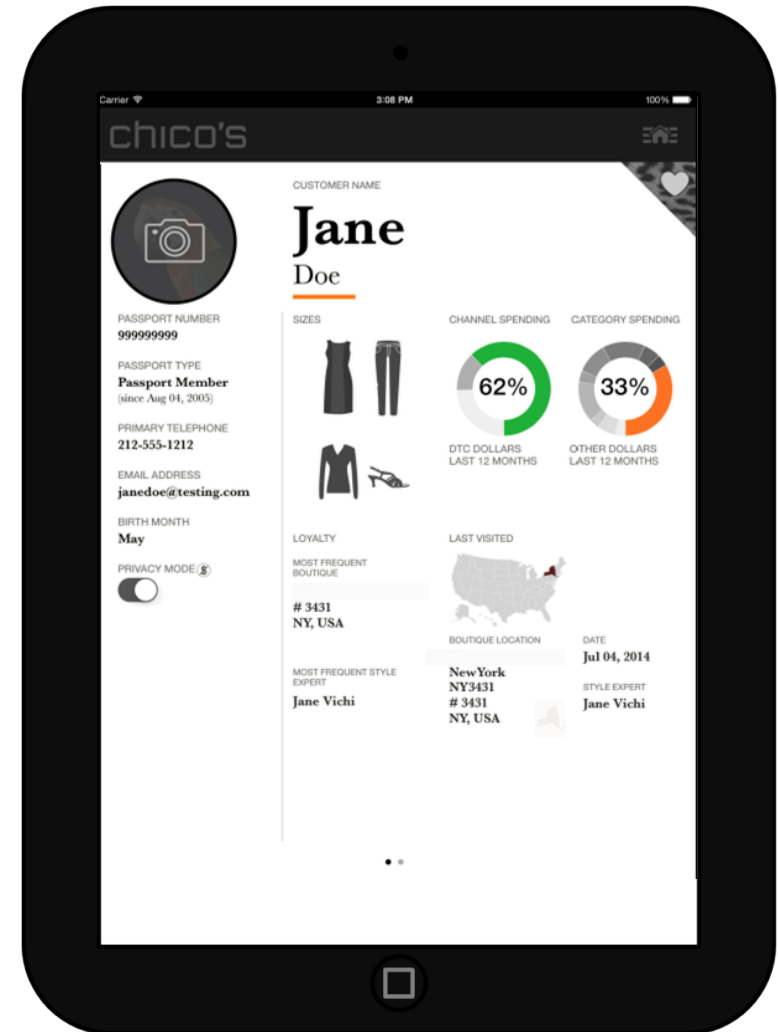 Carrier 3:08 PM 100%
chico's
CUSTOMER NAME
Jane
Doe
PASSPORT NUMBER
999999999
PASSPORT TYPE
Passport Member
(since Aug 04, 2005)
PRIMARY TELEPHONE
212-555-1212
EMAIL ADDRESS
janedoe@testing.com
BIRTH MONTH
May
PRIVACY MODE $
SIZES
CHANNEL SPENDING
62%
DTC DOLLARS
LAST 12 MONTHS
CATEGORY SPENDING
33%
OTHER DOLLARS
LAST 12 MONTHS
LOYALTY
MOST FREQUENT
BOUTIQUE
# 3431
NY, USA
MOST FREQUENT STYLE
EXPERT
Jane Vichi
LAST VISITED
BOUTIQUE LOCATION
NewYork
NY3431
# 3431
NY, USA
DATE
Jul 04, 2014
STYLE EXPERT
Jane Vichi